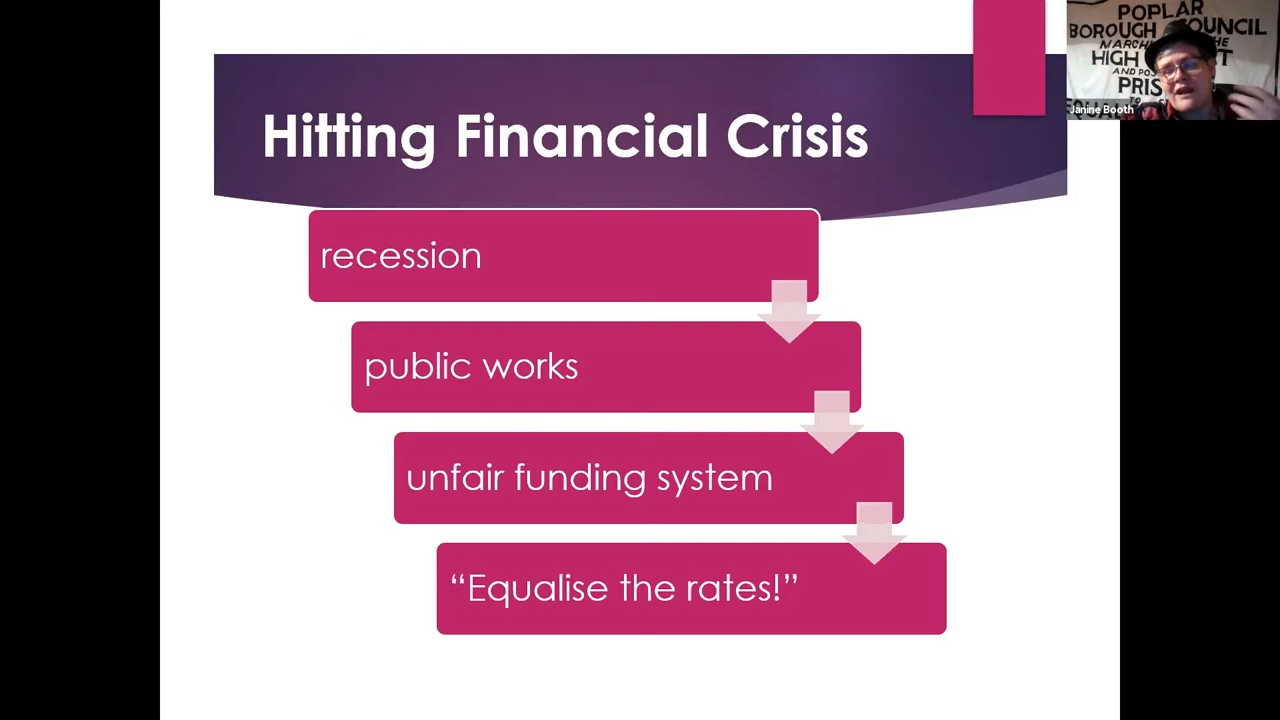 Hitting Financial Crisis
recession
public works
unfair funding system
“Equalise the rates!”
POPLAR
BOROUGH COUNCIL
HIGH
AND
PRIS
Janine Booth